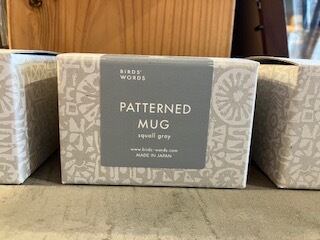 BIRDS'
WORDS
PATTERNED
MUG
squall gray
www.birds-words.com
MADE IN JAPAN